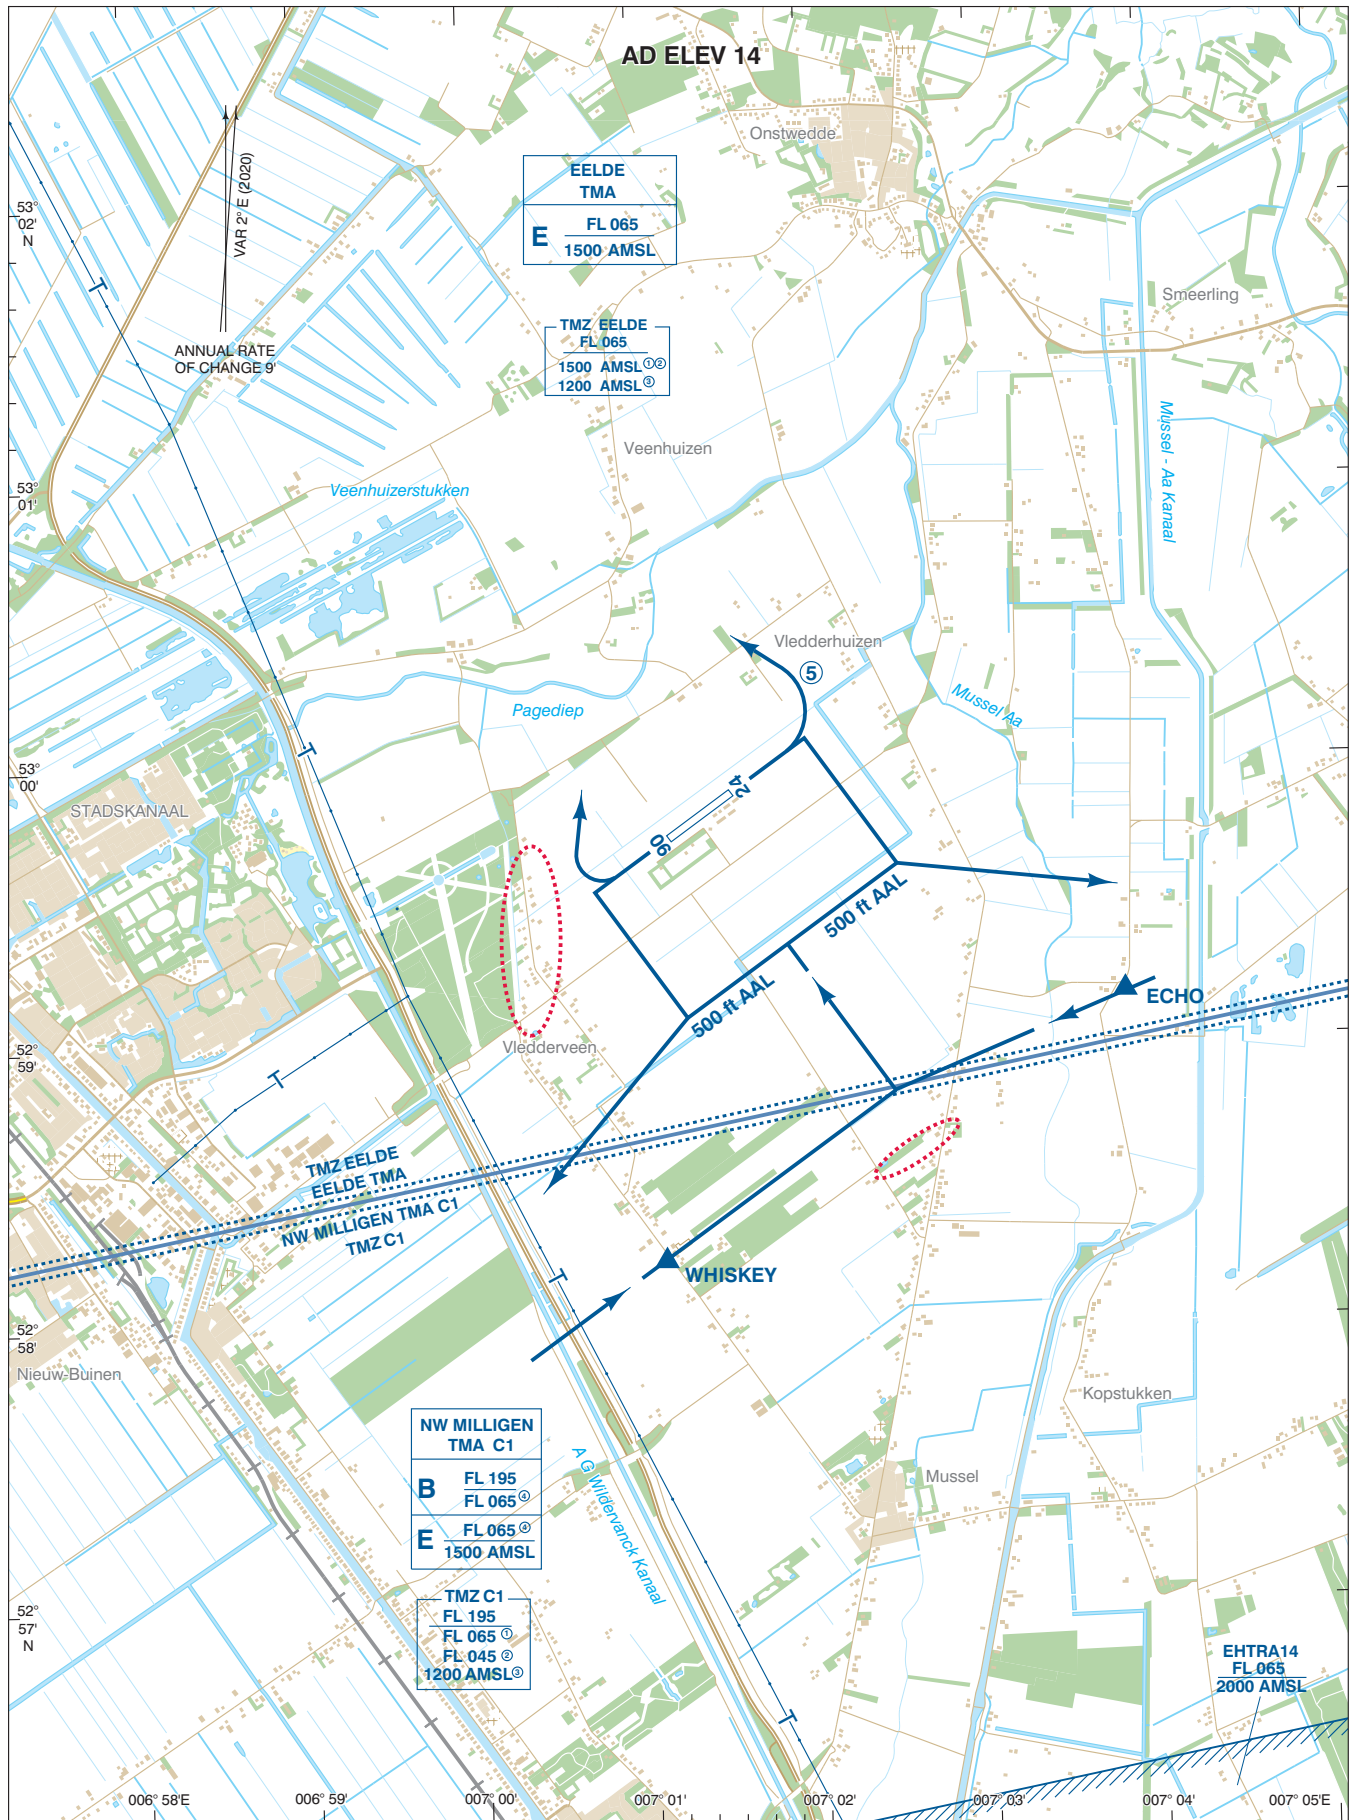 AD ELEV 14
Onstwedde
EELDE
TMA
E
FL 065
1500 AMSL
VAR 2° E (2020)
ANNUAL RATE
OF CHANGE 9'
53°
02'
N
Smeerling
TMZ EELDE
FL 065
1500 AMSL①②
1200 AMSL③
Veenhuizen
Mussel - Aa Kanaal
Veenhuizerstukken
53°
01'
T
Vledderhuizen
⑤
Mussel Aa
Pagediep
T
53°
00'
24
06
STADSKANAAL
500 ft AAL
500 ft AAL
ECHO
Vledderveen
52°
59'
T
TMZ EELDE
EELDE TMA
NW MILLIGEN TMA C1
TMZ C1
WHISKEY
T
52°
58'
Nieuw-Buinen
Kopstukken
NW MILLIGEN
TMA C1
B
FL 195
FL 065④
E
FL 065④
1500 AMSL
A G Wildervanck Kanaal
Mussel
TMZ C1
FL 195
FL 065①
FL 045②
1200 AMSL③
52°
57'
N
EHTRA14
FL 065
2000 AMSL
T
006° 58'E
006° 59'
007° 00'
007° 01'
007° 02'
007° 03'
007° 04'
007° 05'E